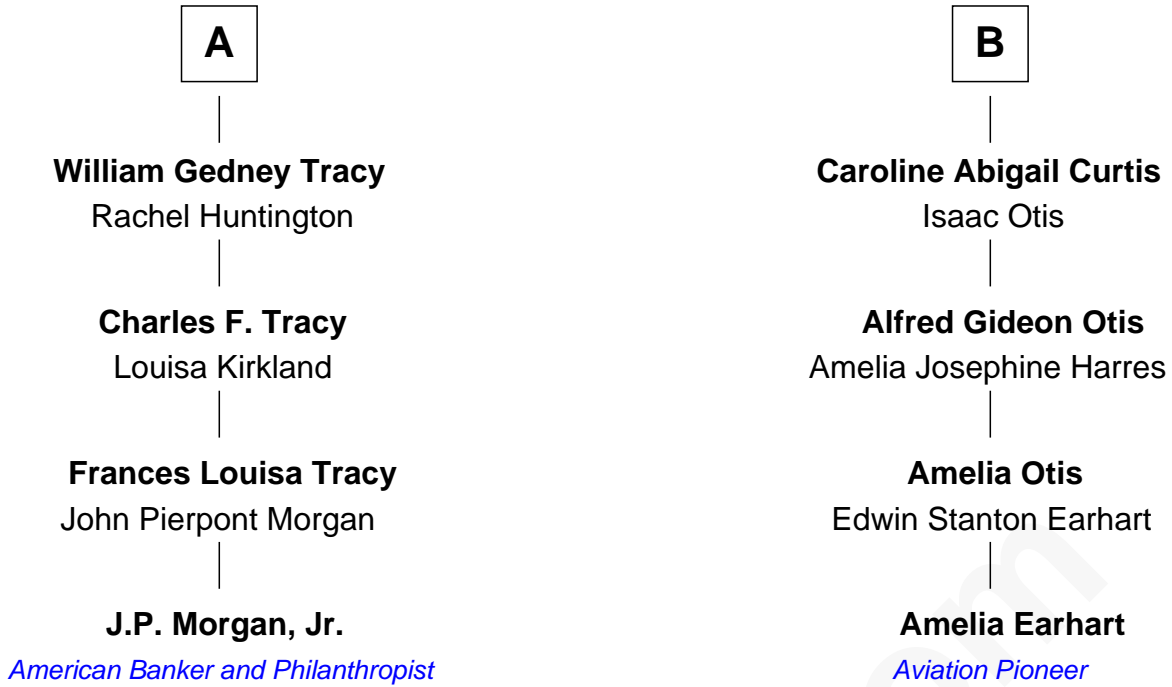 A
William Gedney Tracy
Rachel Huntington
Charles F. Tracy
Louisa Kirkland
Frances Louisa Tracy
John Pierpont Morgan
J.P. Morgan, Jr.
American Banker and Philanthropist
B
Caroline Abigail Curtis
Isaac Otis
Alfred Gideon Otis
Amelia Josephine Harres
Amelia Otis
Edwin Stanton Earhart
Amelia Earhart
Aviation Pioneer